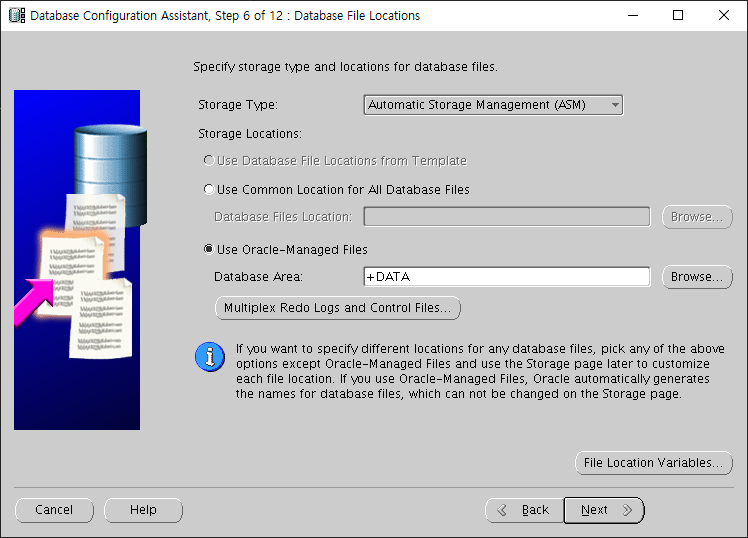 Database Configuration Assistant, Step 6 of 12 : Database File Locations
Specify storage type and locations for database files.
Storage Type: Automatic Storage Management (ASM)
Storage Locations:
Use Database File Locations from Template
Use Common Location for All Database Files
Database Files Location: Browse...
Use Oracle-Managed Files
Database Area: +DATA Browse...
Multiplex Redo Logs and Control Files...
If you want to specify different locations for any database files, pick any of the above
options except Oracle-Managed Files and use the Storage page later to customize
each file location. If you use Oracle-Managed Files, Oracle automatically generates
the names for database files, which can not be changed on the Storage page.
File Location Variables...
Cancel Help Back Next